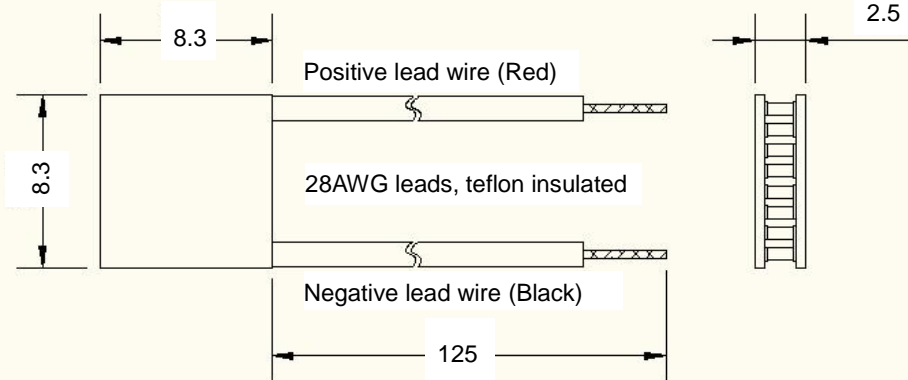 2.5
8.3
Positive lead wire (Red)
8.3
28AWG leads, teflon insulated
Negative lead wire (Black)
125